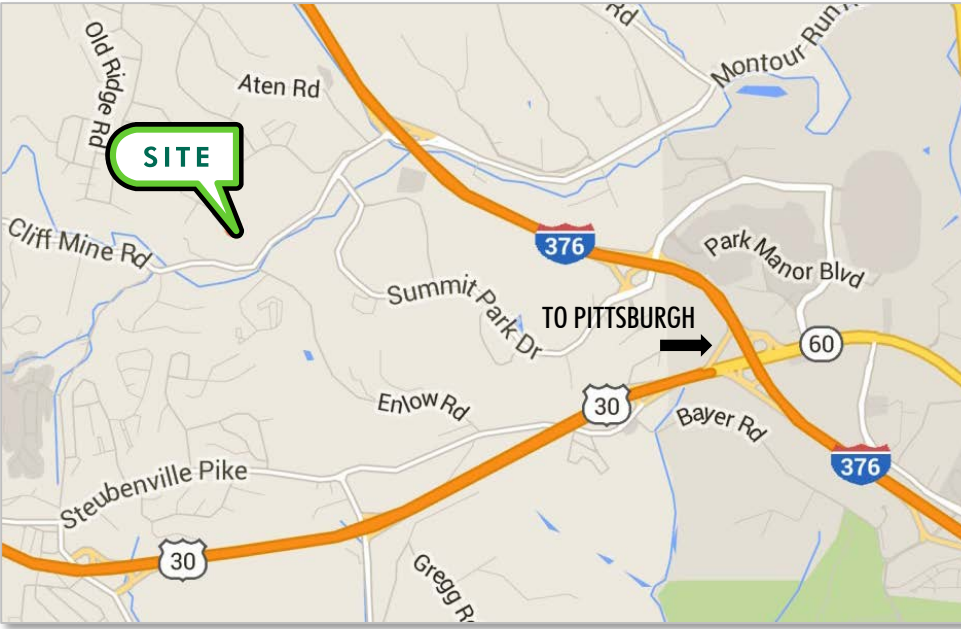 Rd
Montour Run
Old Ridge Rd
Aten Rd
SITE
Cliff Mine Rd
376
Park Manor Blvd
Summit Park Dr
TO PITTSBURGH
60
30
Enlow Rd
Bayer Rd
376
Steubenville Pike
30
Gregg R